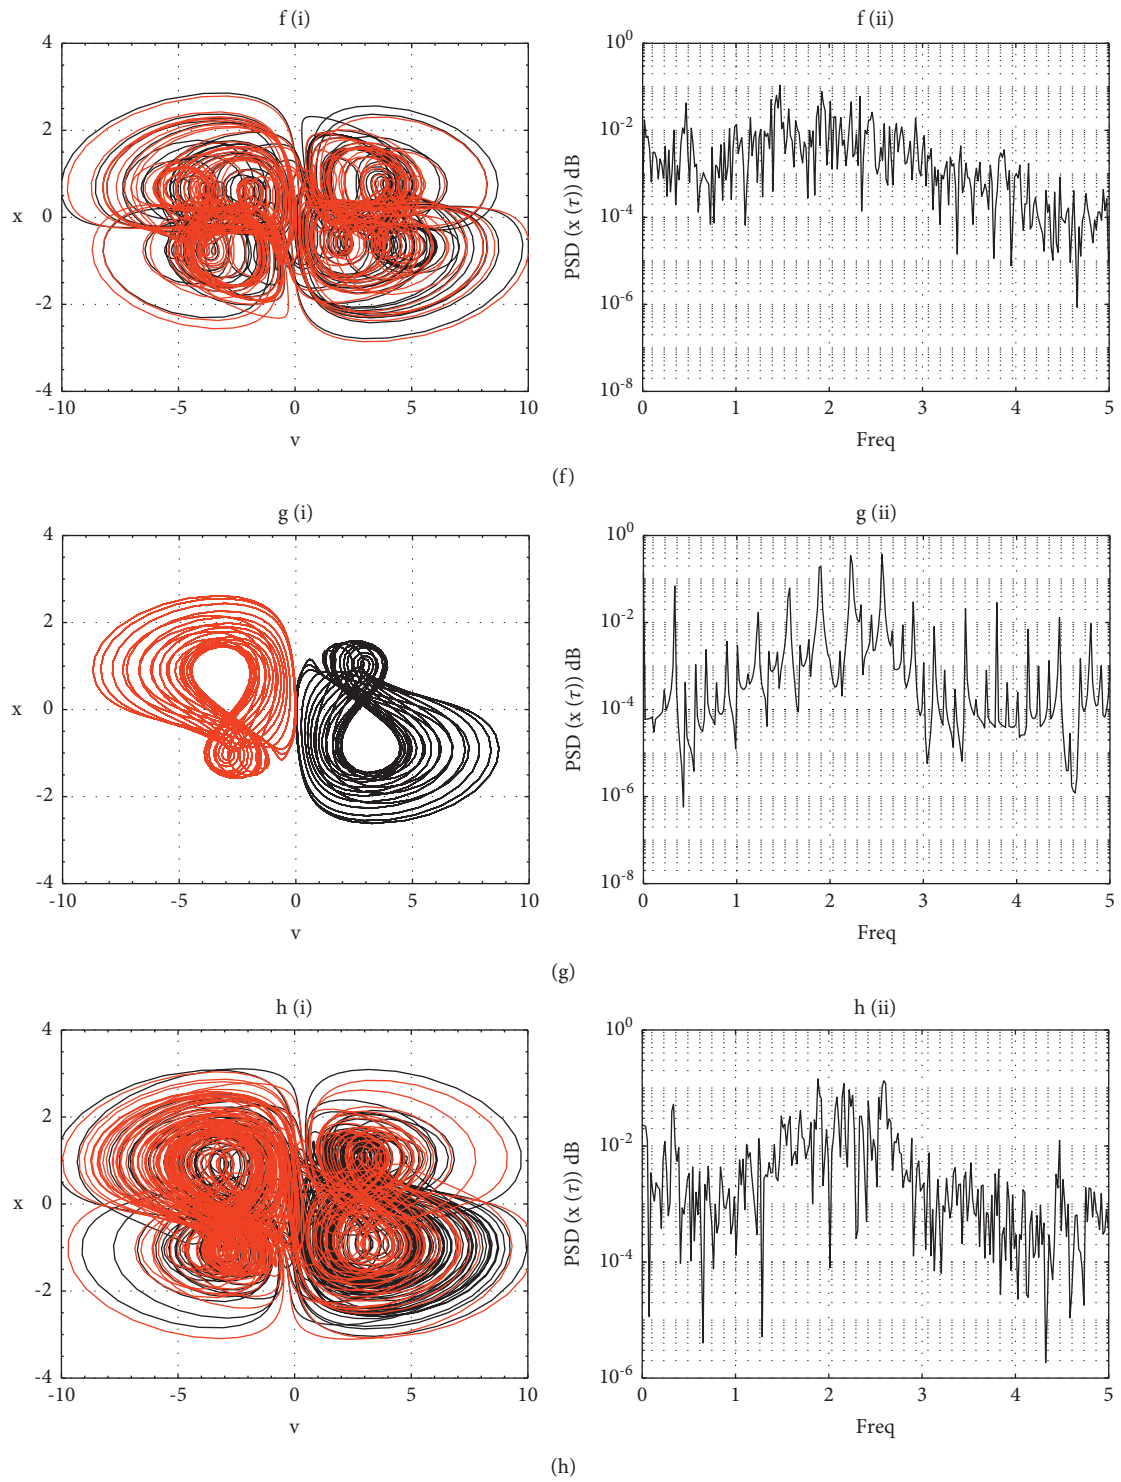 f (i)
4
2
0
-2
-4
x
-10
-5
0
5
10
v
f (ii)
10^0
10^-2
10^-4
10^-6
10^-8
PSD (x (τ)) dB
0
1
2
3
4
5
Freq
(f)
g (i)
4
2
0
-2
-4
x
-10
-5
0
5
10
v
g (ii)
10^0
10^-2
10^-4
10^-6
10^-8
PSD (x (τ)) dB
0
1
2
3
4
5
Freq
(g)
h (i)
4
2
0
-2
-4
x
-10
-5
0
5
10
v
h (ii)
10^0
10^-2
10^-4
10^-6
PSD (x (τ)) dB
0
1
2
3
4
5
Freq
(h)